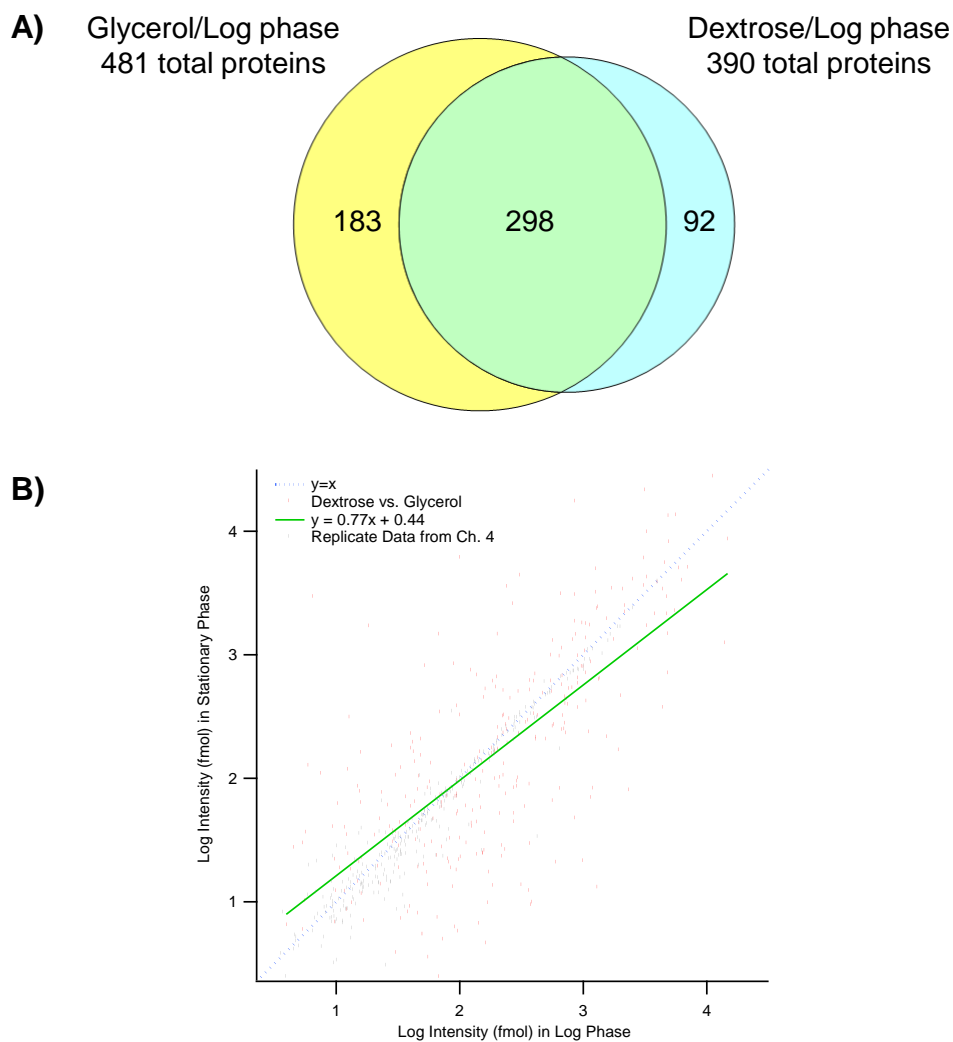 A)
Glycerol/Log phase
481 total proteins
Dextrose/Log phase
390 total proteins
183
298
92
B)
y=x
Dextrose vs. Glycerol
y = 0.77x + 0.44
Replicate Data from Ch. 4
Log Intensity (fmol) in Stationary Phase
4
3
2
1
1
2
3
4
Log Intensity (fmol) in Log Phase